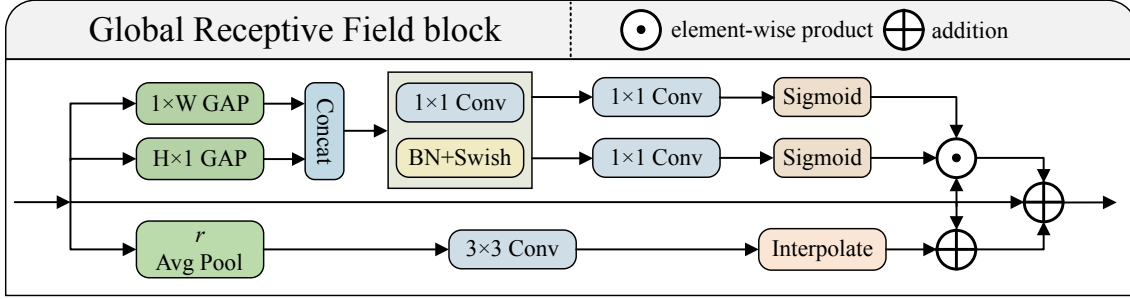 Global Receptive Field block
element-wise product
addition
1×W GAP
H×1 GAP
Concat
1×1 Conv
BN+Swish
1×1 Conv
Sigmoid
1×1 Conv
Sigmoid
r
Avg Pool
3×3 Conv
Interpolate